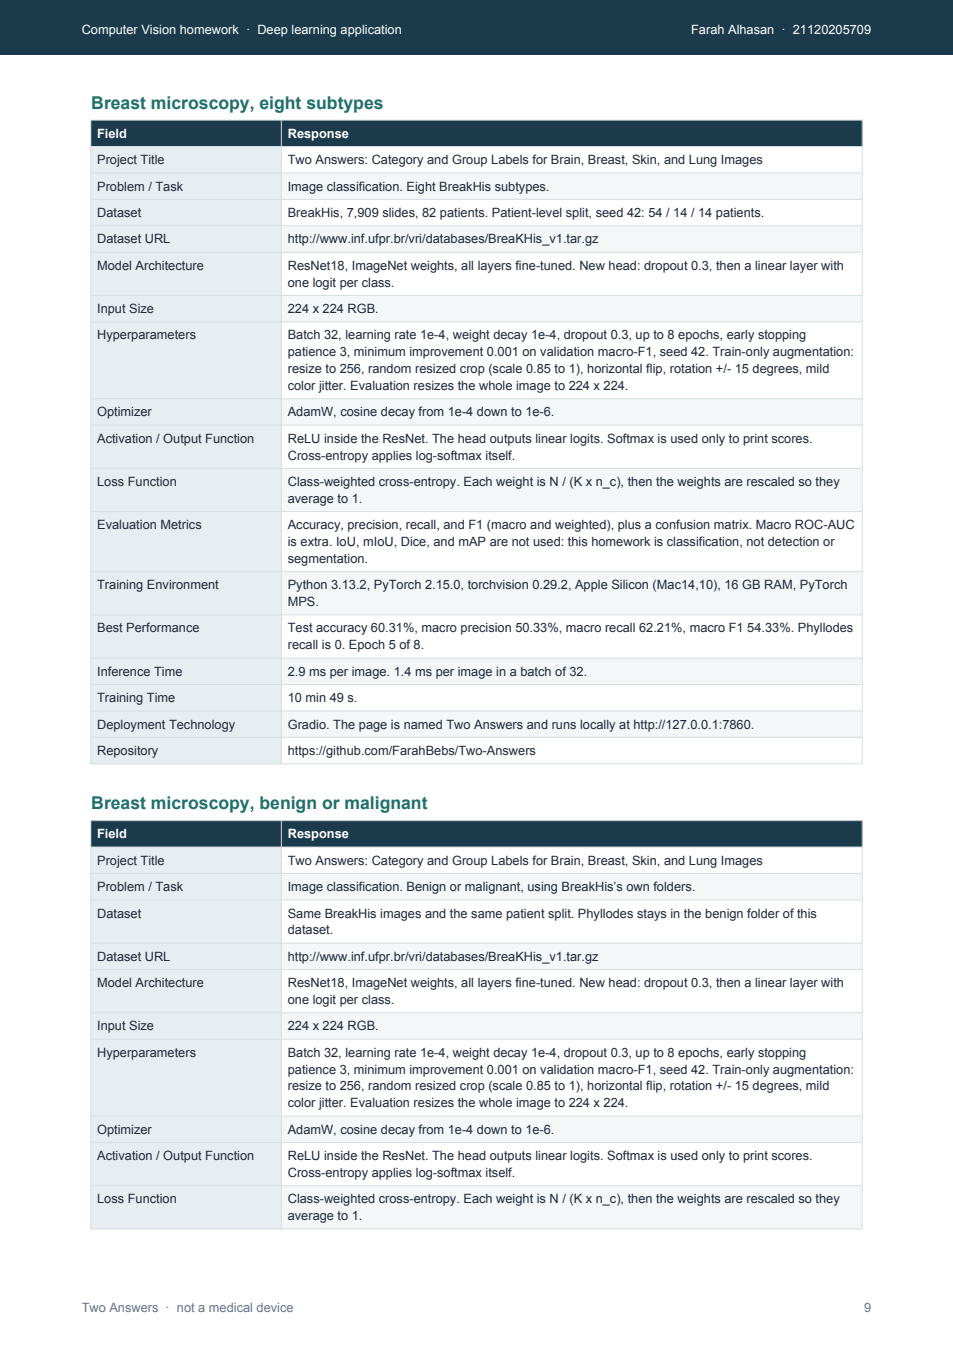 Computer Vision homework · Deep learning application
Farah Alhasan · 21120205709
Breast microscopy, eight subtypes
Field Response
Project Title Two Answers: Category and Group Labels for Brain, Breast, Skin, and Lung Images
Problem / Task Image classification. Eight BreakHis subtypes.
Dataset BreakHis, 7,909 slides, 82 patients. Patient-level split, seed 42: 54 / 14 / 14 patients.
Dataset URL http://www.inf.ufpr.br/vri/databases/BreaKHis_v1.tar.gz
Model Architecture ResNet18, ImageNet weights, all layers fine-tuned. New head: dropout 0.3, then a linear layer with
one logit per class.
Input Size 224 x 224 RGB.
Hyperparameters Batch 32, learning rate 1e-4, weight decay 1e-4, dropout 0.3, up to 8 epochs, early stopping
patience 3, minimum improvement 0.001 on validation macro-F1, seed 42. Train-only augmentation:
resize to 256, random resized crop (scale 0.85 to 1), horizontal flip, rotation +/- 15 degrees, mild
color jitter. Evaluation resizes the whole image to 224 x 224.
Optimizer AdamW, cosine decay from 1e-4 down to 1e-6.
Activation / Output Function ReLU inside the ResNet. The head outputs linear logits. Softmax is used only to print scores.
Cross-entropy applies log-softmax itself.
Loss Function Class-weighted cross-entropy. Each weight is N / (K x n_c), then the weights are rescaled so they
average to 1.
Evaluation Metrics Accuracy, precision, recall, and F1 (macro and weighted), plus a confusion matrix. Macro ROC-AUC
is extra. IoU, mIoU, Dice, and mAP are not used: this homework is classification, not detection or
segmentation.
Training Environment Python 3.13.2, PyTorch 2.15.0, torchvision 0.29.2, Apple Silicon (Mac14,10), 16 GB RAM, PyTorch
MPS.
Best Performance Test accuracy 60.31%, macro precision 50.33%, macro recall 62.21%, macro F1 54.33%. Phyllodes
recall is 0. Epoch 5 of 8.
Inference Time 2.9 ms per image. 1.4 ms per image in a batch of 32.
Training Time 10 min 49 s.
Deployment Technology Gradio. The page is named Two Answers and runs locally at http://127.0.0.1:7860.
Repository https://github.com/FarahBebs/Two-Answers
Breast microscopy, benign or malignant
Field Response
Project Title Two Answers: Category and Group Labels for Brain, Breast, Skin, and Lung Images
Problem / Task Image classification. Benign or malignant, using BreakHis's own folders.
Dataset Same BreakHis images and the same patient split. Phyllodes stays in the benign folder of this
dataset.
Dataset URL http://www.inf.ufpr.br/vri/databases/BreaKHis_v1.tar.gz
Model Architecture ResNet18, ImageNet weights, all layers fine-tuned. New head: dropout 0.3, then a linear layer with
one logit per class.
Input Size 224 x 224 RGB.
Hyperparameters Batch 32, learning rate 1e-4, weight decay 1e-4, dropout 0.3, up to 8 epochs, early stopping
patience 3, minimum improvement 0.001 on validation macro-F1, seed 42. Train-only augmentation:
resize to 256, random resized crop (scale 0.85 to 1), horizontal flip, rotation +/- 15 degrees, mild
color jitter. Evaluation resizes the whole image to 224 x 224.
Optimizer AdamW, cosine decay from 1e-4 down to 1e-6.
Activation / Output Function ReLU inside the ResNet. The head outputs linear logits. Softmax is used only to print scores.
Cross-entropy applies log-softmax itself.
Loss Function Class-weighted cross-entropy. Each weight is N / (K x n_c), then the weights are rescaled so they
average to 1.
Two Answers · not a medical device
9